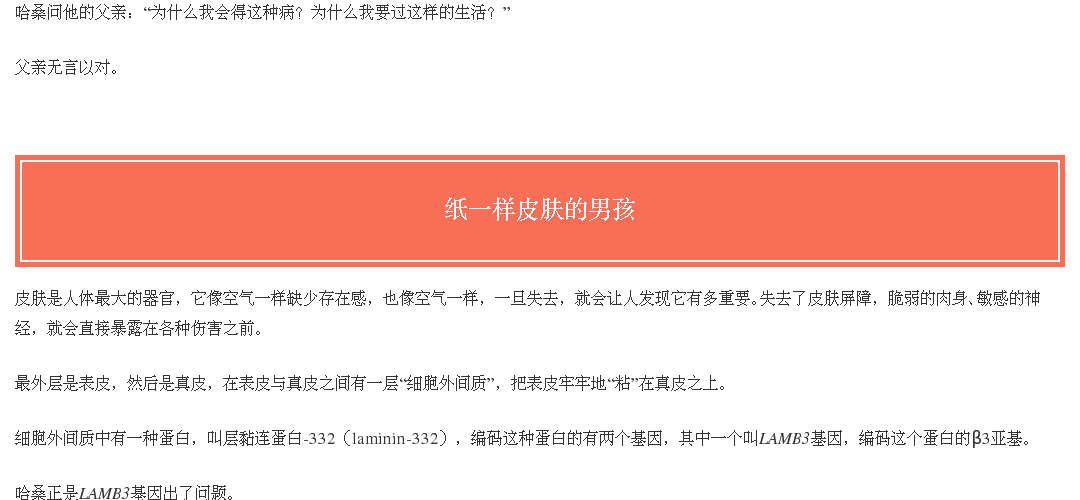 哈桑问他的父亲：“为什么我会得这种病？为什么我要过这样的生活？”
父亲无言以对。
纸一样皮肤的男孩
皮肤是人体最大的器官，它像空气一样缺少存在感，也像空气一样，一旦失去，就会让人发现它有多重要。失去了皮肤屏障，脆弱的肉身、敏感的神
经，就会直接暴露在各种伤害之前。
最外层是表皮，然后是真皮，在表皮与真皮之间有一层“细胞外间质”，把表皮牢牢地“粘”在真皮之上。
细胞外间质中有一种蛋白，叫层黏连蛋白-332（laminin-332），编码这种蛋白的有两个基因，其中一个叫LAMB3基因，编码这个蛋白的β3亚基。
哈桑正是LAMB3基因出了问题。